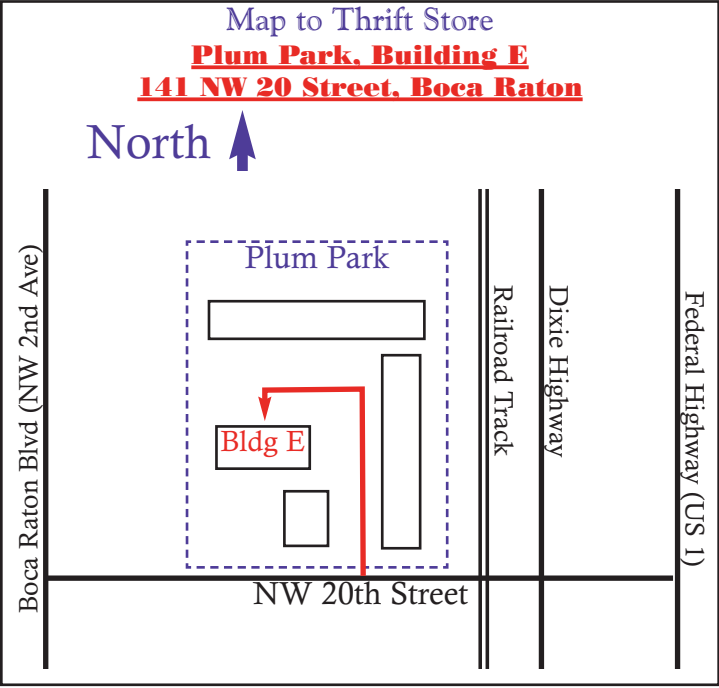 Map to Thrift Store
Plum Park, Building E
141 NW 20 Street, Boca Raton
North
Plum Park
Boca Raton Blvd (NW 2nd Ave)
Railroad Track
Dixie Highway
Federal Highway (US 1)
Bldg E
NW 20th Street